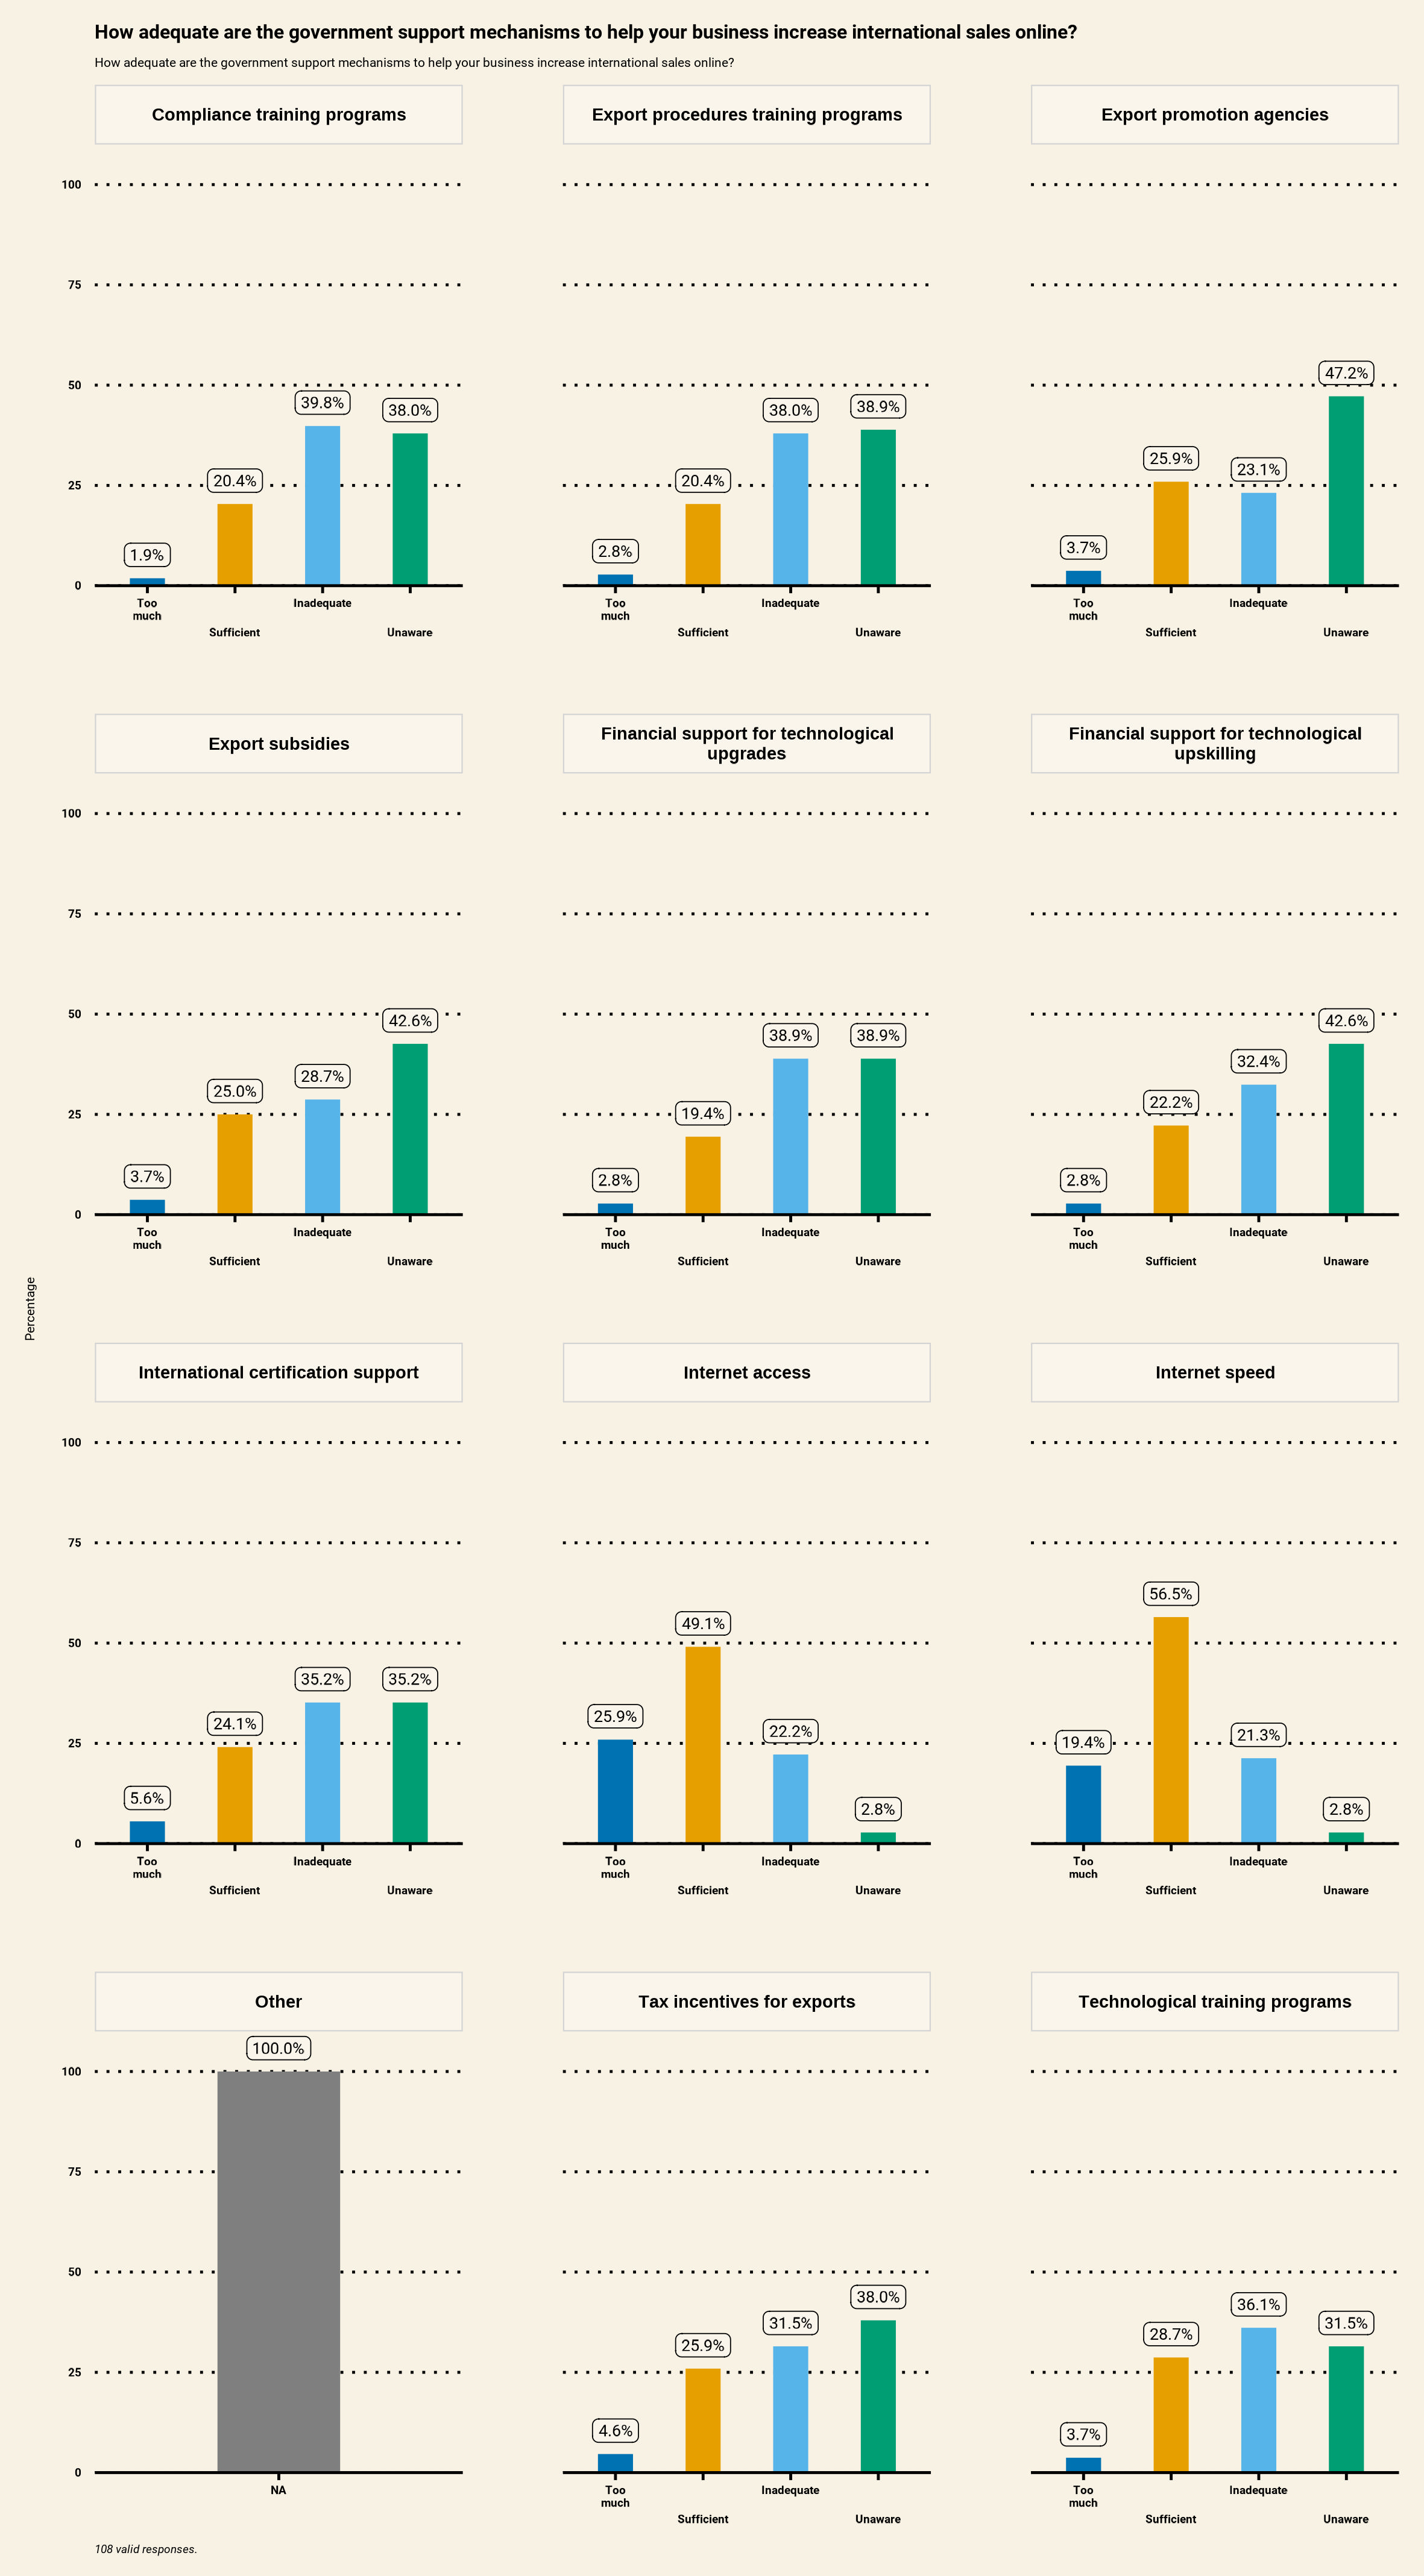 How adequate are the government support mechanisms to help your business increase international sales online?
How adequate are the government support mechanisms to help your business increase international sales online?
Compliance training programs
Export procedures training programs
Export promotion agencies
100
75
50
25
0
1.9%
20.4%
39.8%
38.0%
2.8%
20.4%
38.0%
38.9%
3.7%
25.9%
23.1%
47.2%
Too
much
Sufficient
Inadequate
Unaware
Too
much
Sufficient
Inadequate
Unaware
Too
much
Sufficient
Inadequate
Unaware
Export subsidies
Financial support for technological
upgrades
Financial support for technological
upskilling
100
75
50
25
0
3.7%
25.0%
28.7%
42.6%
2.8%
19.4%
38.9%
38.9%
2.8%
22.2%
32.4%
42.6%
Too
much
Sufficient
Inadequate
Unaware
Too
much
Sufficient
Inadequate
Unaware
Too
much
Sufficient
Inadequate
Unaware
Percentage
International certification support
Internet access
Internet speed
100
75
50
25
0
5.6%
24.1%
35.2%
35.2%
25.9%
49.1%
22.2%
2.8%
19.4%
56.5%
21.3%
2.8%
Too
much
Sufficient
Inadequate
Unaware
Too
much
Sufficient
Inadequate
Unaware
Too
much
Sufficient
Inadequate
Unaware
Other
Tax incentives for exports
Technological training programs
100
75
50
25
0
100.0%
4.6%
25.9%
31.5%
38.0%
3.7%
28.7%
36.1%
31.5%
NA
Too
much
Sufficient
Inadequate
Unaware
Too
much
Sufficient
Inadequate
Unaware
108 valid responses.